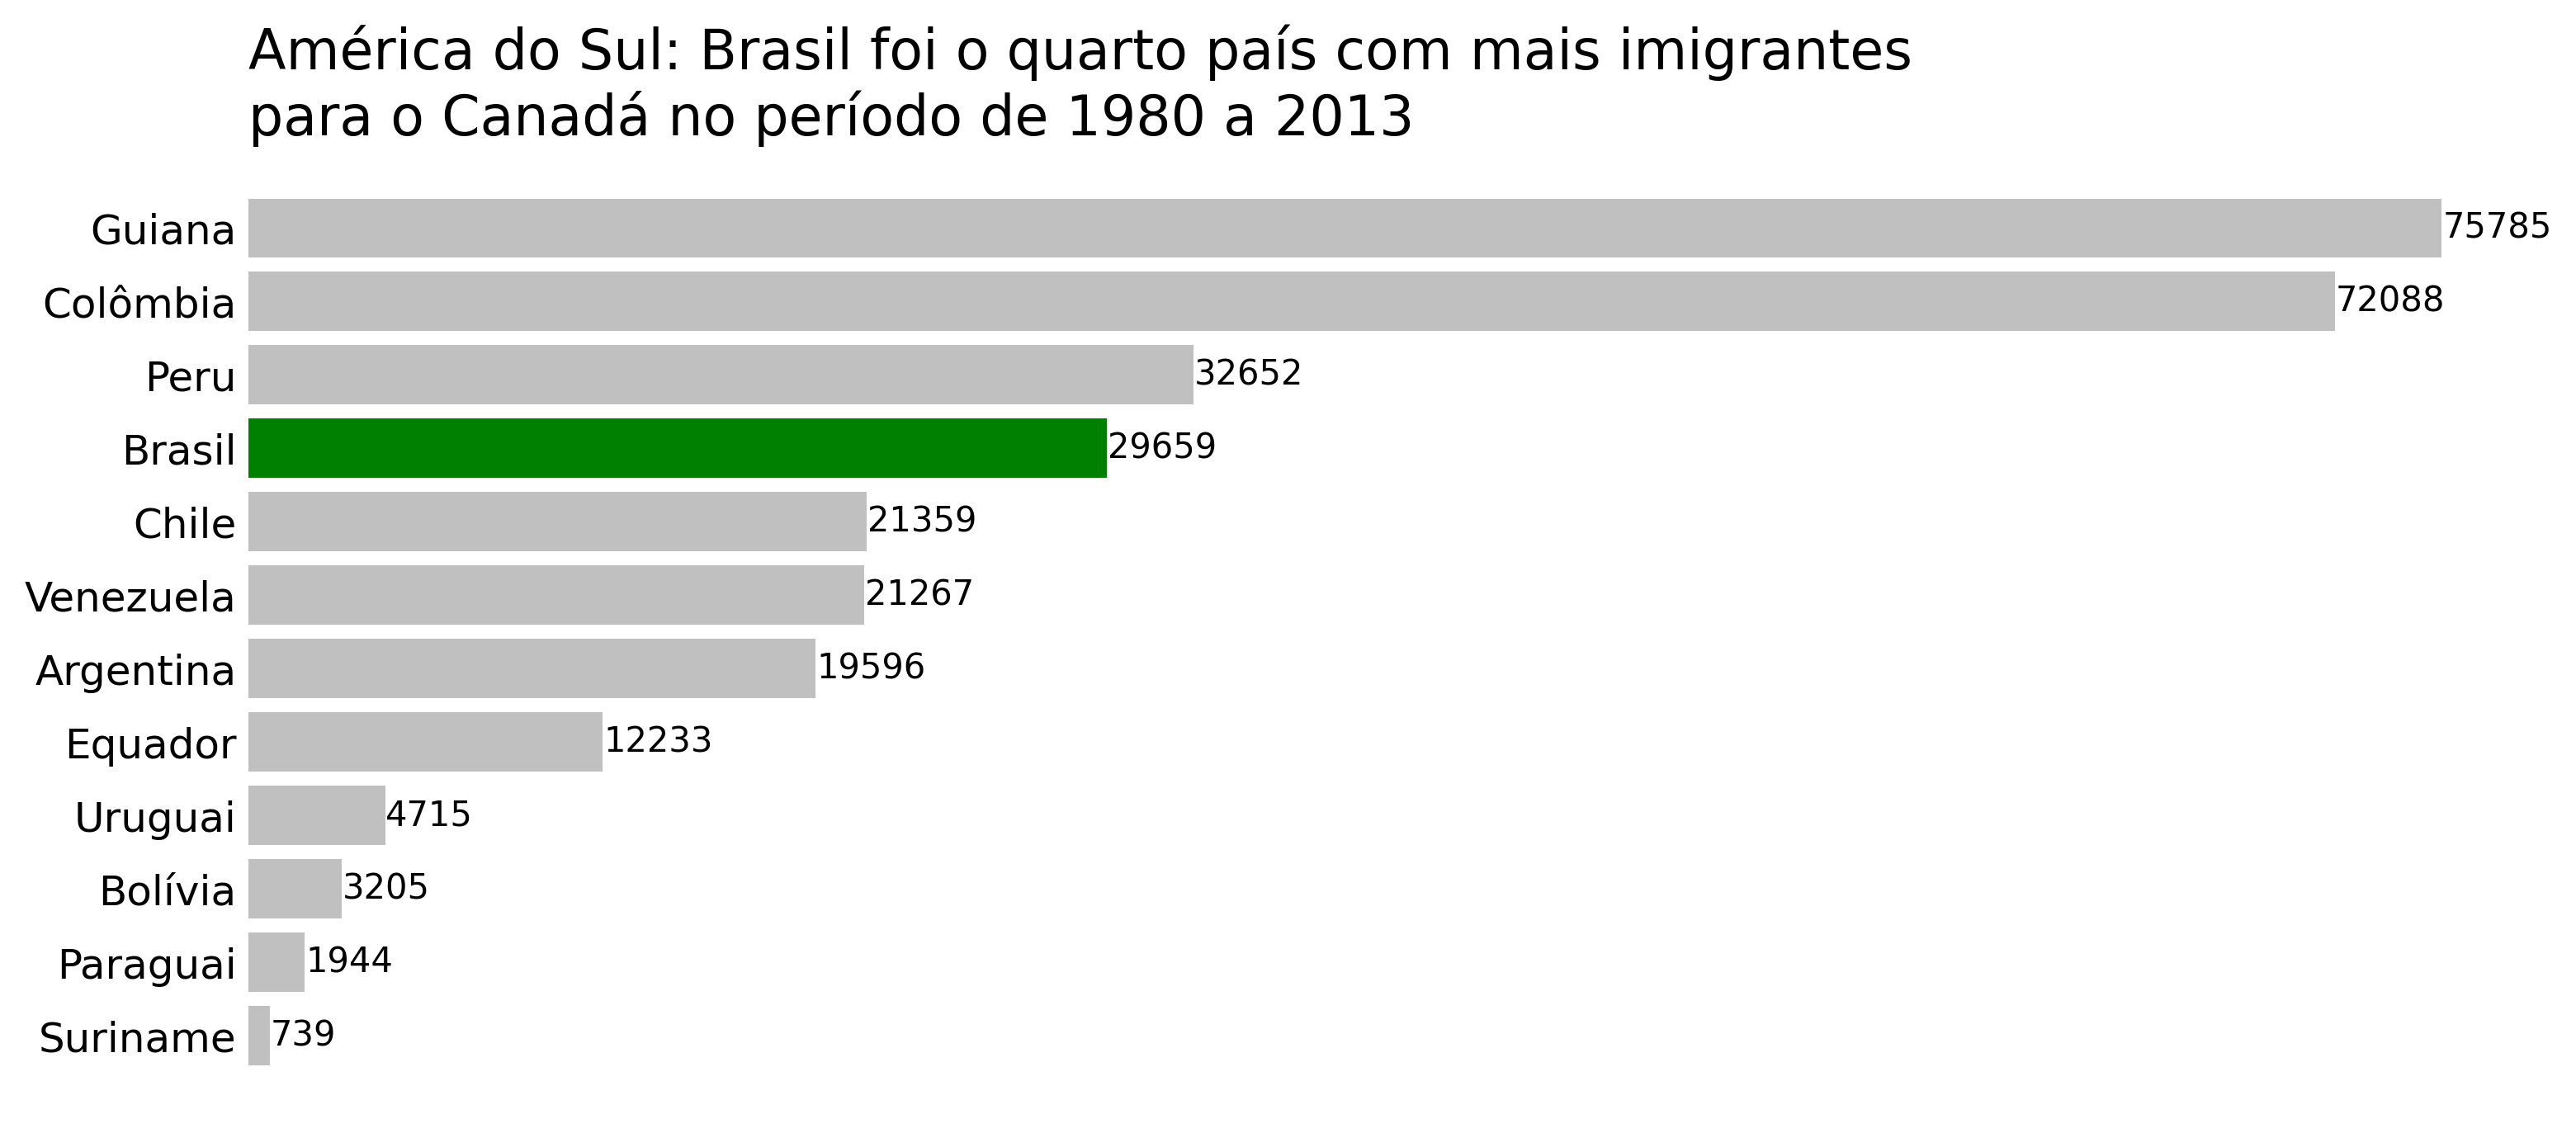 América do Sul: Brasil foi o quarto país com mais imigrantes
para o Canadá no período de 1980 a 2013
Guiana 75785
Colômbia 72088
Peru 32652
Brasil 29659
Chile 21359
Venezuela 21267
Argentina 19596
Equador 12233
Uruguai 4715
Bolívia 3205
Paraguai 1944
Suriname 739